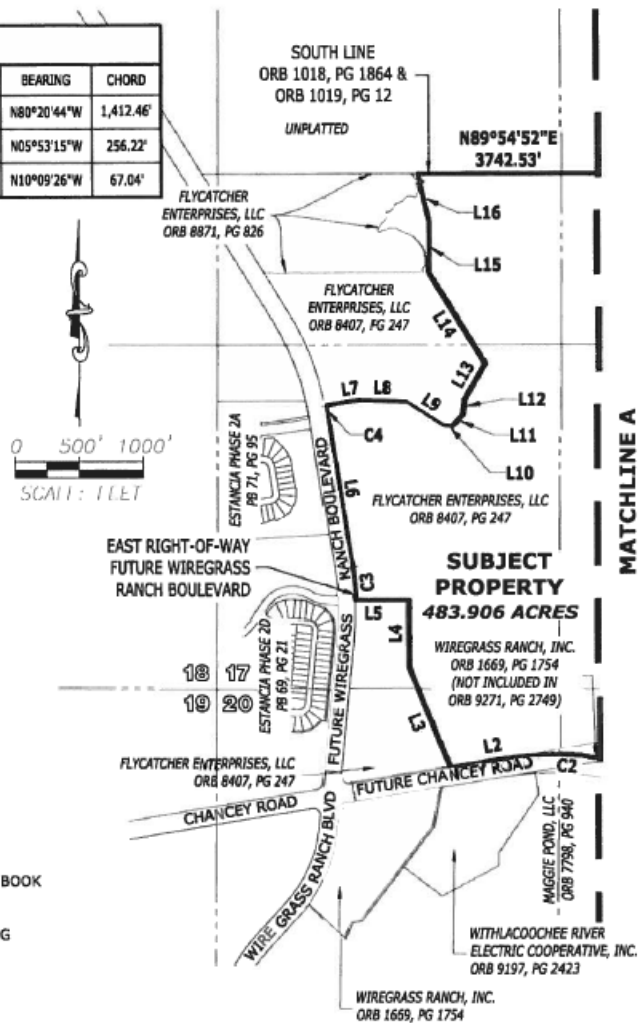 BEARING CHORD
N80°20'44"W 1,412.46'
N05°53'15"W 256.22'
N10°09'26"W 67.04'
SOUTH LINE
ORB 1018, PG 1864 &
ORB 1019, PG 12
UNPLATTED
N89°54'52"E
3742.53'
FLYCATCHER
ENTERPRISES, LLC
ORB 8871, PG 826
L16
L15
FLYCATCHER
ENTERPRISES, LLC
ORB 8407, PG 247
L14
L13
L12
L11
L10
L7
L8
L9
C4
0 500' 1000'
SCALE: FEET
ESTANCIA PHASE 2A
PB 71, PG 95
RANCH BOULEVARD
L6
FLYCATCHER ENTERPRISES, LLC
ORB 8407, PG 247
MATCHLINE A
EAST RIGHT-OF-WAY
FUTURE WIREGRASS
RANCH BOULEVARD
C3
L5
L4
SUBJECT
PROPERTY
483.906 ACRES
WIREGRASS RANCH, INC.
ORB 1669, PG 1754
(NOT INCLUDED IN
ORB 9271, PG 2749)
18 17
19 20
ESTANCIA PHASE 2D
PB 69, PG 21
FUTURE WIREGRASS
L3
L2
C2
FLYCATCHER ENTERPRISES, LLC
ORB 8407, PG 247
CHANCEY ROAD
FUTURE CHANCEY ROAD
WIRE GRASS RANCH BLVD
MAGGIE POND, LLC
ORB 7798, PG 940
BOOK
G
WITHLACOOCHEE RIVER
ELECTRIC COOPERATIVE, INC.
ORB 9197, PG 2423
WIREGRASS RANCH, INC.
ORB 1669, PG 1754